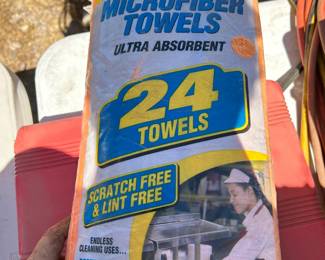 MICROFIBER
TOWELS
ULTRA ABSORBENT
24
TOWELS
SCRATCH FREE
& LINT FREE
ENDLESS
CLEANING USES...